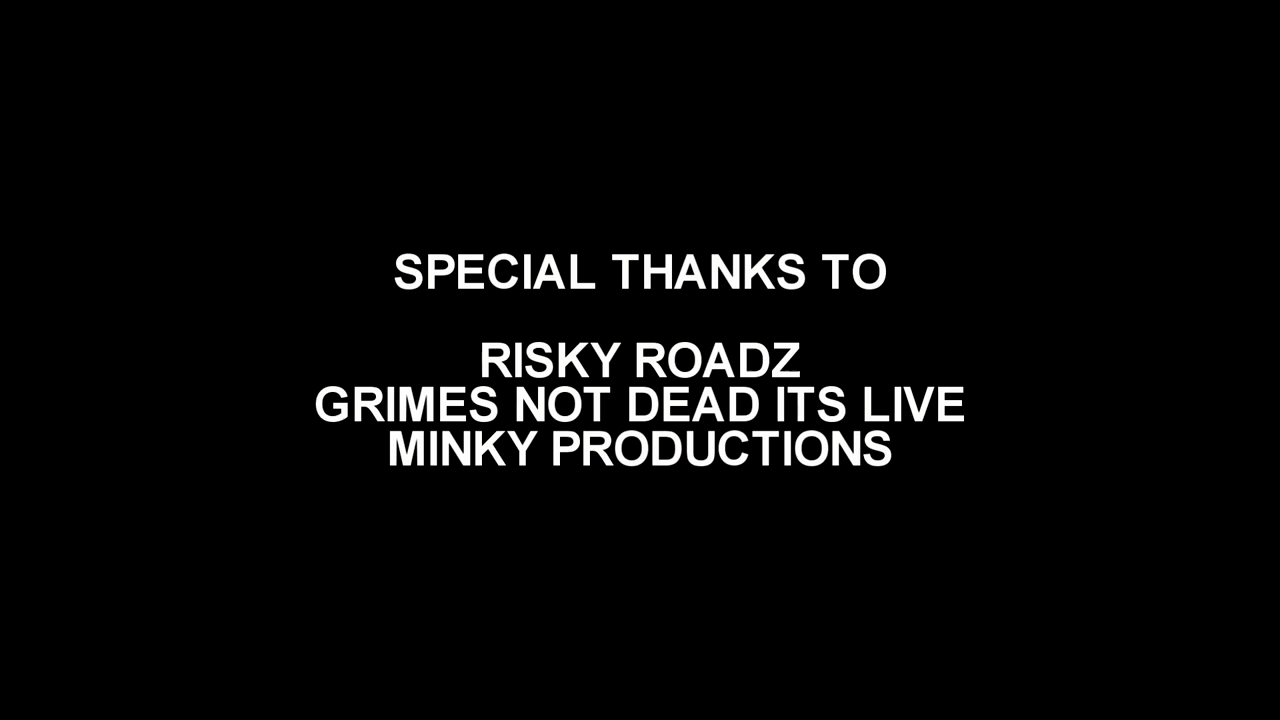 SPECIAL THANKS TO
RISKY ROADZ
GRIMES NOT DEAD ITS LIVE
MINKY PRODUCTIONS